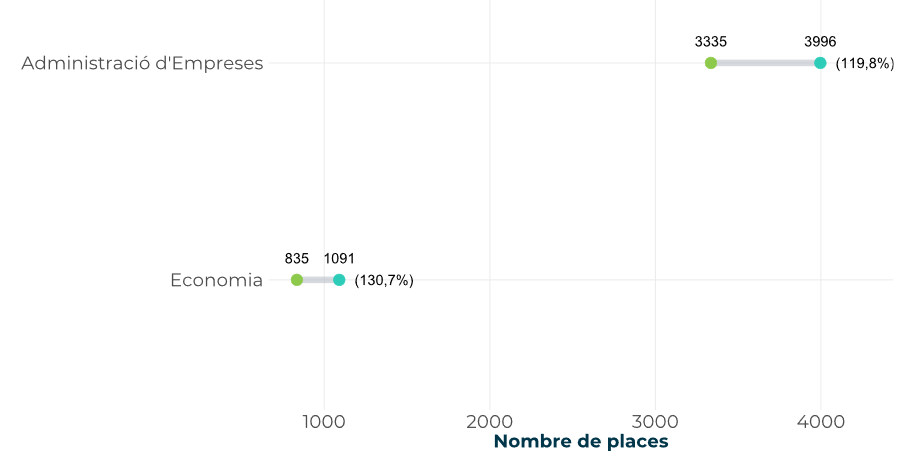 3335 3996
Administració d'Empreses (119,8%)
835 1091
Economia (130,7%)
1000 2000 3000 4000
Nombre de places